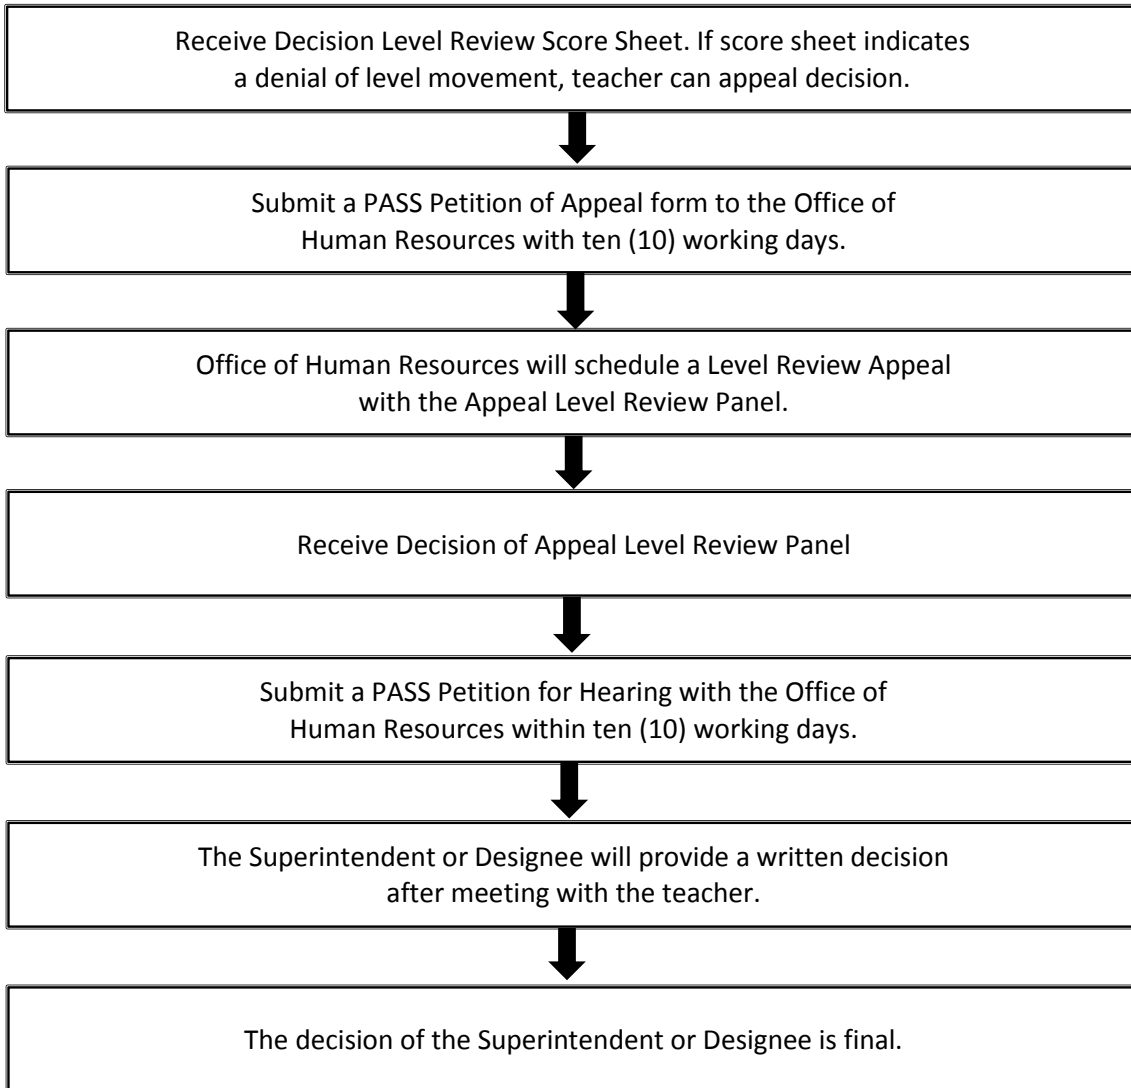 Receive Decision Level Review Score Sheet. If score sheet indicates
a denial of level movement, teacher can appeal decision.
Submit a PASS Petition of Appeal form to the Office of
Human Resources with ten (10) working days.
Office of Human Resources will schedule a Level Review Appeal
with the Appeal Level Review Panel.
Receive Decision of Appeal Level Review Panel
Submit a PASS Petition for Hearing with the Office of
Human Resources within ten (10) working days.
The Superintendent or Designee will provide a written decision
after meeting with the teacher.
The decision of the Superintendent or Designee is final.